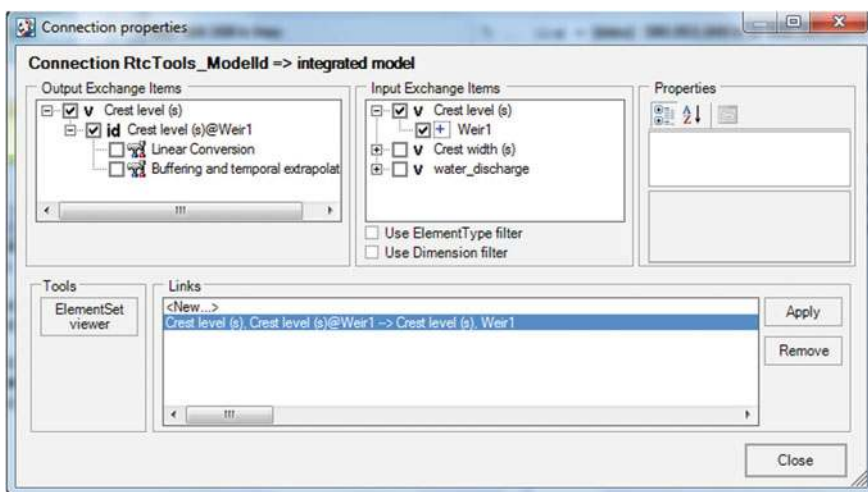 Connection properties
Connection RtcTools_ModelId => integrated model
Output Exchange Items
v Crest level (s)
id Crest level (s)@Weir1
Linear Conversion
Buffering and temporal extrapolat
Input Exchange Items
v Crest level (s)
Weir1
v Crest width (s)
v water_discharge
Use ElementType filter
Use Dimension filter
Properties
Tools
ElementSet
viewer
Links
<New...>
Crest level (s), Crest level (s)@Weir1 --> Crest level (s), Weir1
Apply
Remove
Close